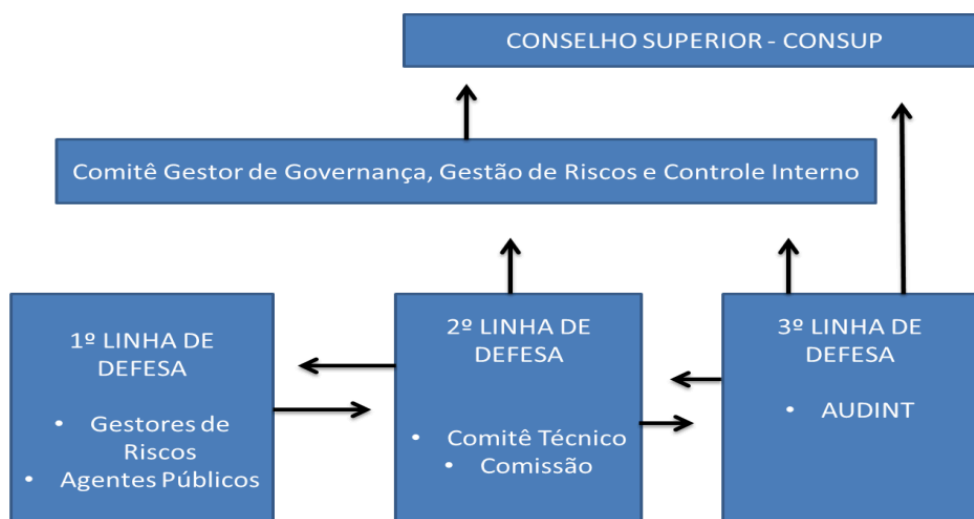 CONSELHO SUPERIOR - CONSUP
Comitê Gestor de Governança, Gestão de Riscos e Controle Interno
1º LINHA DE
DEFESA
• Gestores de
Riscos
• Agentes Públicos
2º LINHA DE
DEFESA
• Comitê Técnico
• Comissão
3º LINHA DE
DEFESA
• AUDINT